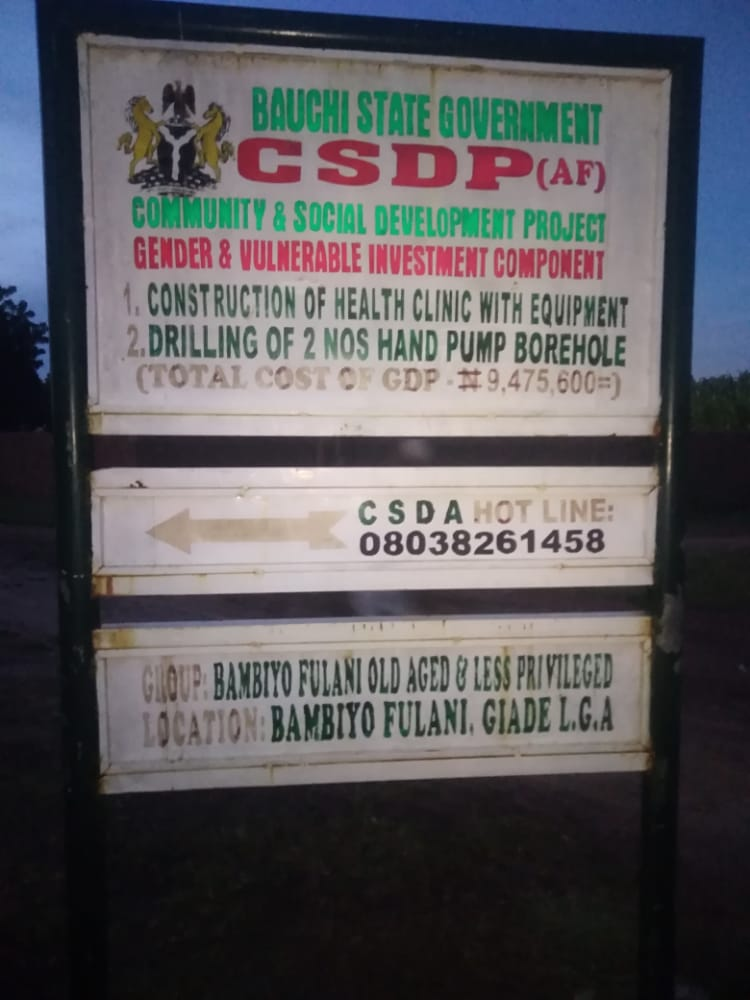 BAUCHI STATE GOVERNMENT
CSDP (AF)
COMMUNITY & SOCIAL DEVELOPMENT PROJECT
GENDER & VULNERABLE INVESTMENT COMPONENT
1. CONSTRUCTION OF HEALTH CLINIC WITH EQUIPMENT
2. DRILLING OF 2 NOS HAND PUMP BOREHOLE
(TOTAL COST OF GDP - ₦ 9,475,600=)
CSDA HOT LINE:
08038261458
GROUP: BAMBIYO FULANI OLD AGED & LESS PRIVILEGED
LOCATION: BAMBIYO FULANI, GIADE L.G.A